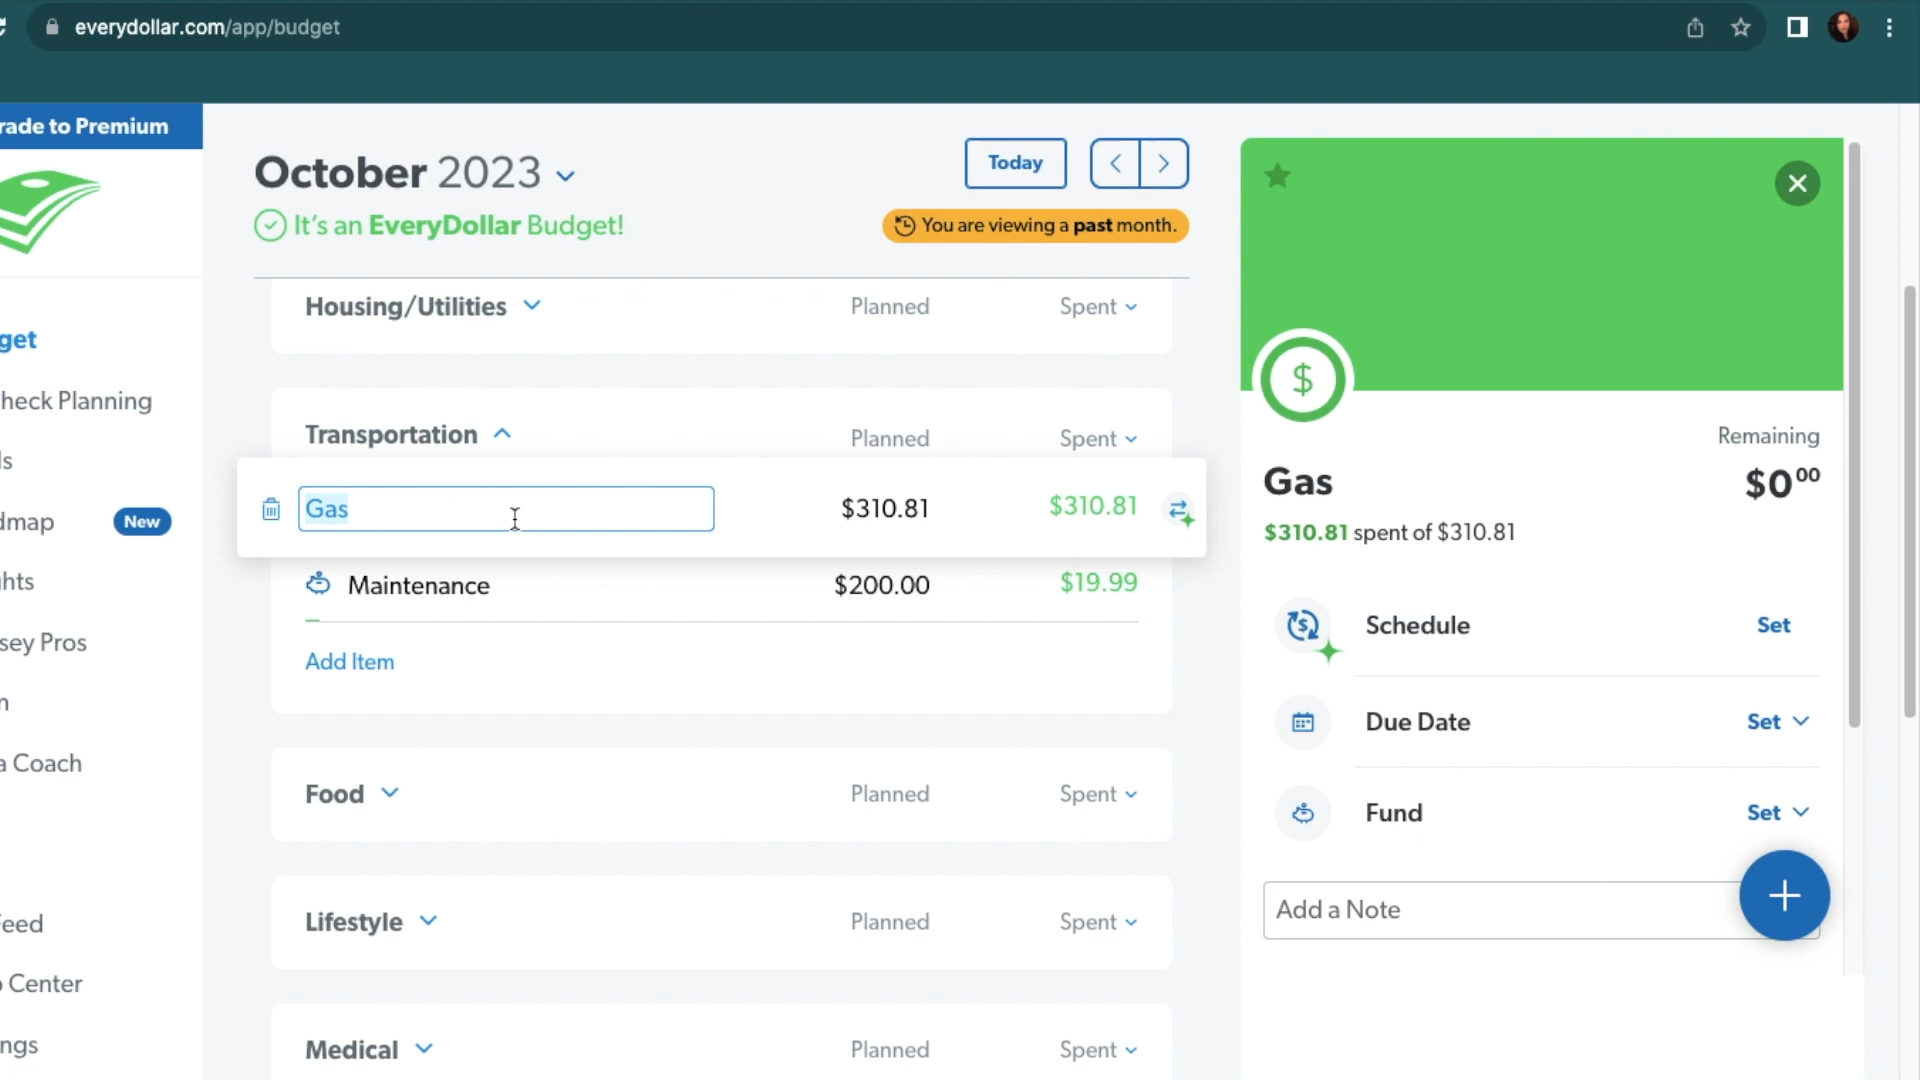 everydollar.com/app/budget
rade to Premium
get
heck Planning
ls
dmap New
hts
sey Pros
n
a Coach
eed
Center
ngs
October 2023
Today
It's an EveryDollar Budget!
You are viewing a past month.
Housing/Utilities Planned Spent
Transportation Planned Spent
Gas $310.81 $310.81
Maintenance $200.00 $19.99
Add Item
Food Planned Spent
Lifestyle Planned Spent
Medical Planned Spent
Remaining
Gas $0⁰⁰
$310.81 spent of $310.81
Schedule Set
Due Date Set
Fund Set
Add a Note